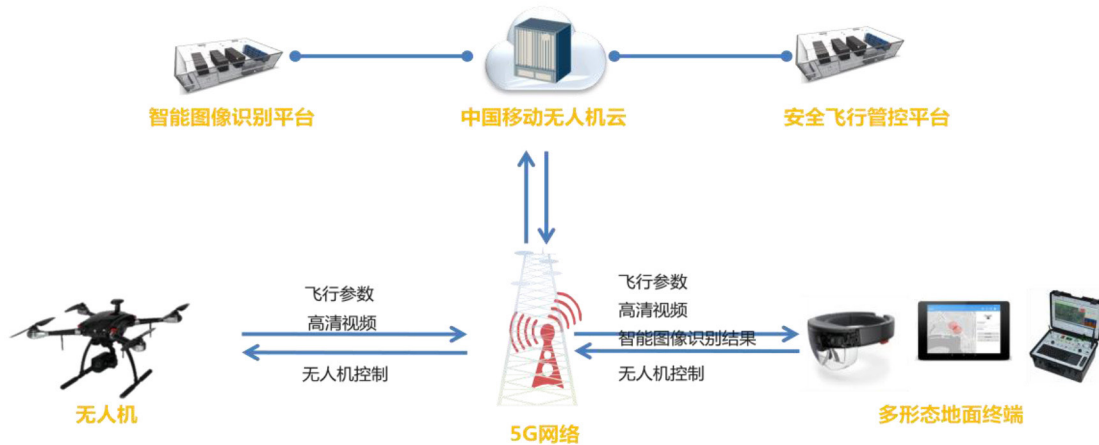 智能图像识别平台
中国移动无人机云
安全飞行管控平台
飞行参数
高清视频
无人机控制
飞行参数
高清视频
智能图像识别结果
无人机控制
无人机
5G网络
多形态地面终端